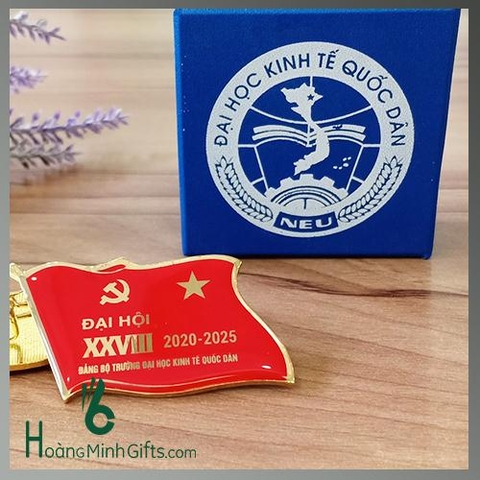 ĐẠI HỌC KINH TẾ QUỐC DÂN
NEU
ĐẠI HỘI
XXVIII 2020-2025
ĐẢNG BỘ TRƯỜNG ĐẠI HỌC KINH TẾ QUỐC DÂN
HoàngMinhGifts.com